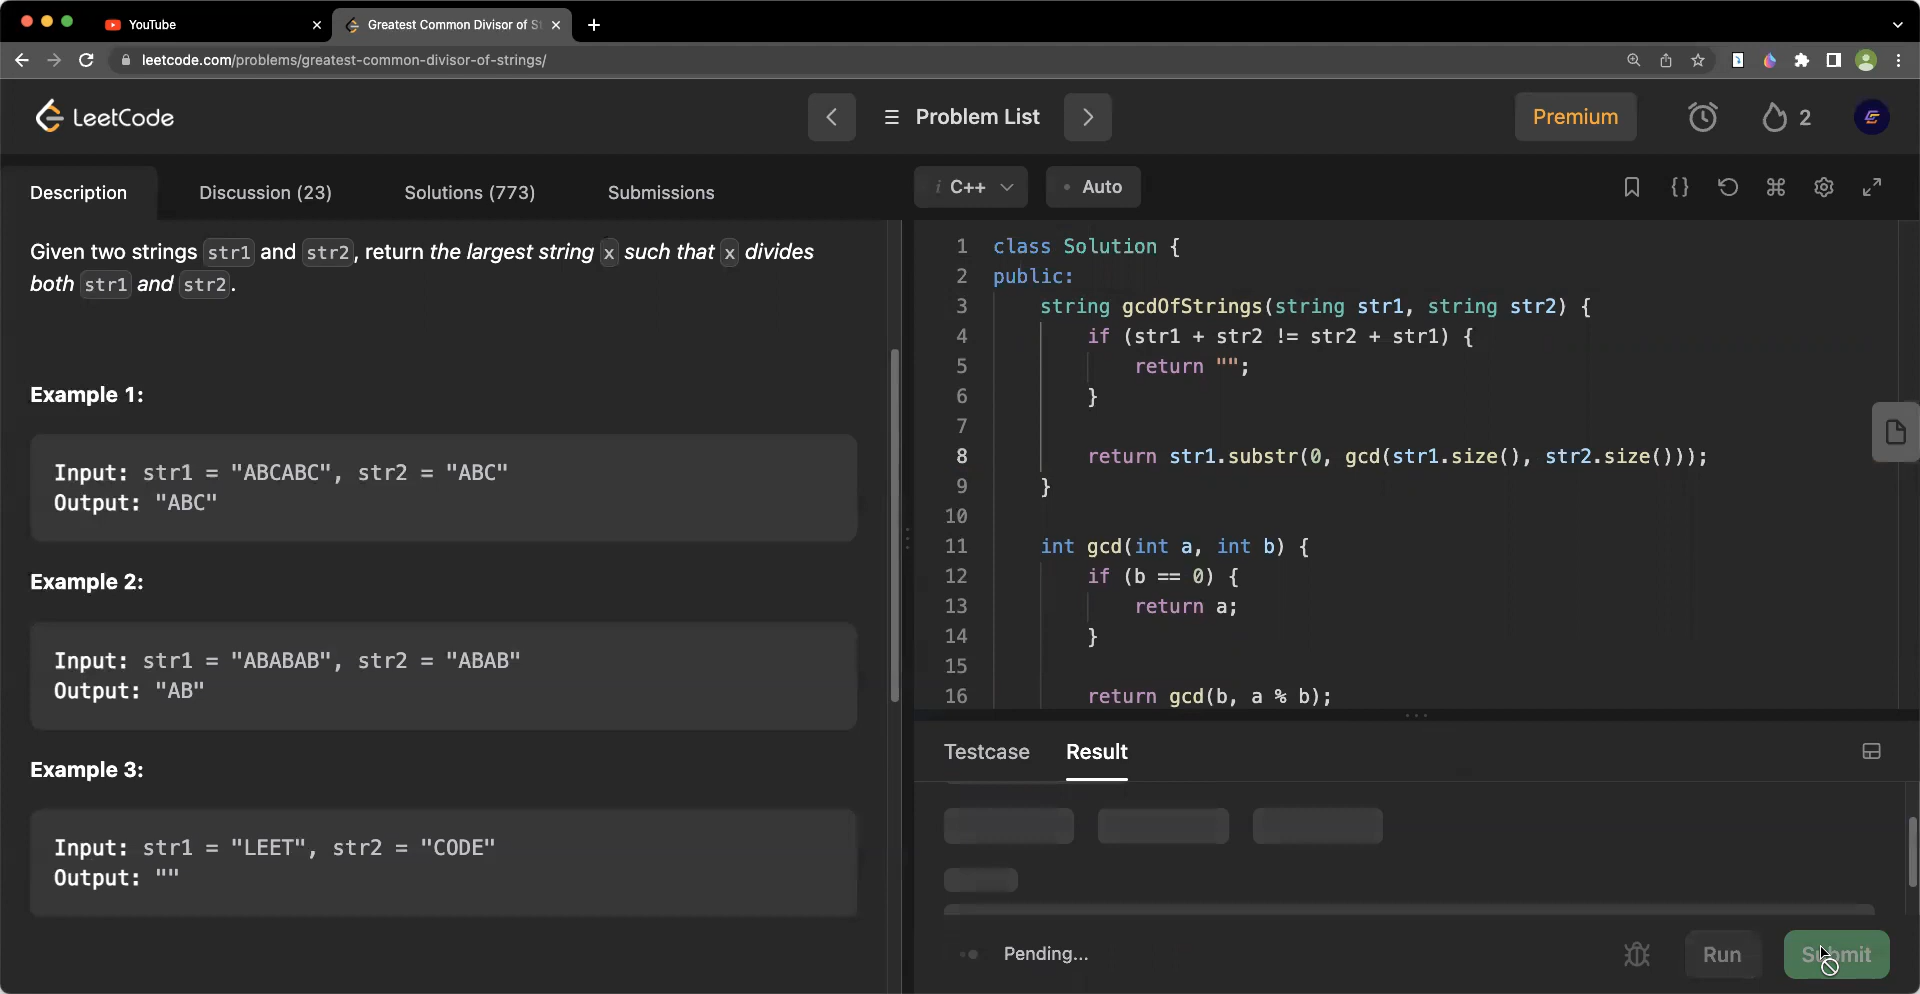 YouTube
Greatest Common Divisor of S
leetcode.com/problems/greatest-common-divisor-of-strings/
LeetCode
Problem List
Premium
2
Description
Discussion (23)
Solutions (773)
Submissions
Given two strings str1 and str2, return the largest string x such that x divides
both str1 and str2.
Example 1:
Input: str1 = "ABCABC", str2 = "ABC"
Output: "ABC"
Example 2:
Input: str1 = "ABABAB", str2 = "ABAB"
Output: "AB"
Example 3:
Input: str1 = "LEET", str2 = "CODE"
Output: ""
i C++
Auto
1 class Solution {
2 public:
3 string gcdOfStrings(string str1, string str2) {
4 if (str1 + str2 != str2 + str1) {
5 return "";
6 }
7
8 return str1.substr(0, gcd(str1.size(), str2.size()));
9 }
10
11 int gcd(int a, int b) {
12 if (b == 0) {
13 return a;
14 }
15
16 return gcd(b, a % b);
Testcase
Result
Pending...
Run
Submit